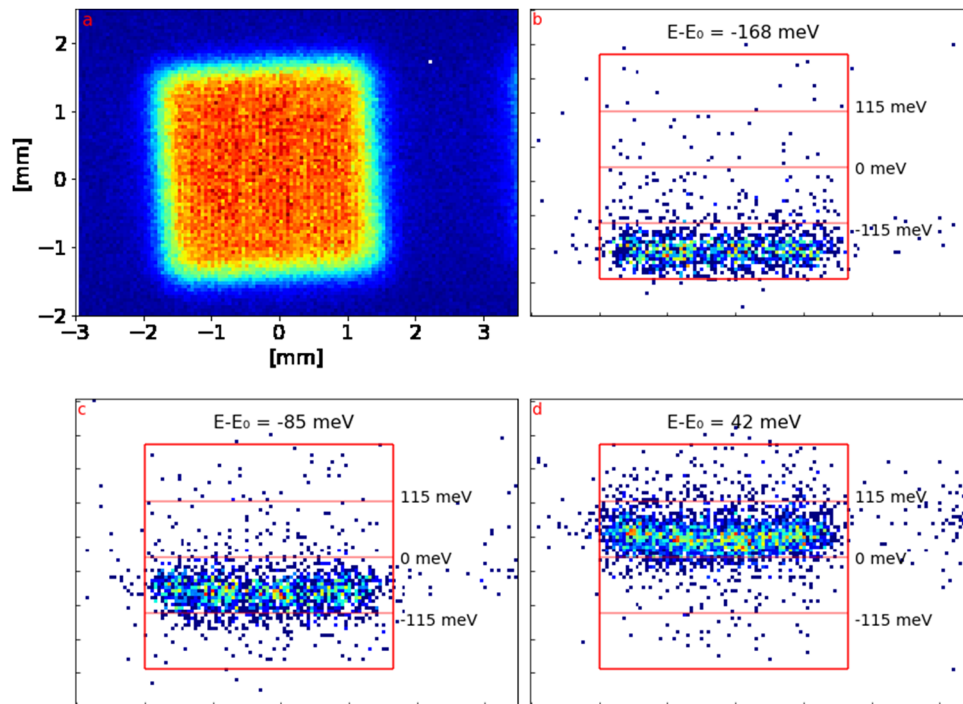 a
2
1
0
−1
−2
[mm]
−3
−2
−1
0
1
2
3
[mm]
b
E-E₀ = -168 meV
115 meV
0 meV
-115 meV
c
E-E₀ = -85 meV
115 meV
0 meV
-115 meV
d
E-E₀ = 42 meV
115 meV
0 meV
-115 meV